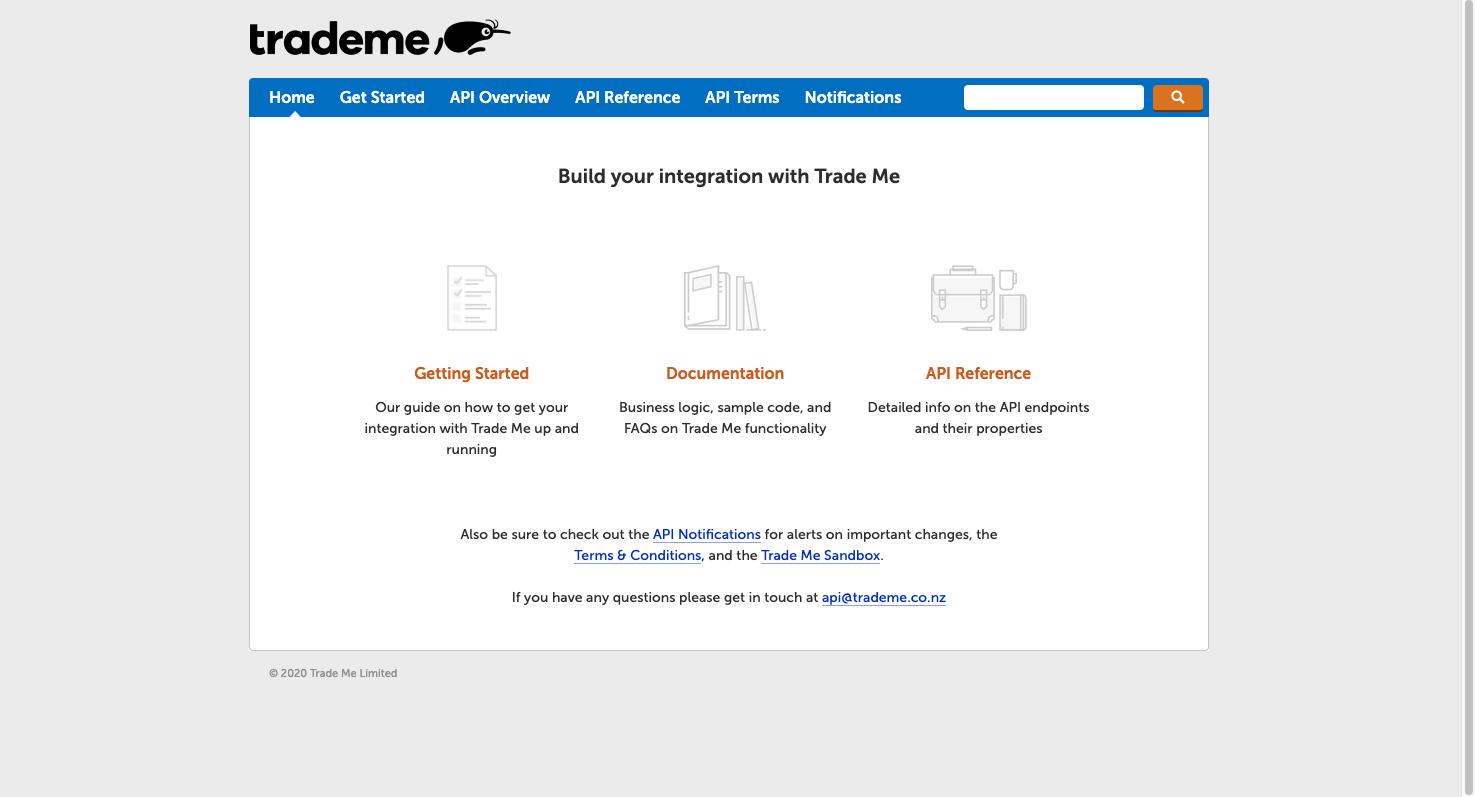 trademe
Home Get Started API Overview API Reference API Terms Notifications
Build your integration with Trade Me
Getting Started
Our guide on how to get your
integration with Trade Me up and
running
Documentation
Business logic, sample code, and
FAQs on Trade Me functionality
API Reference
Detailed info on the API endpoints
and their properties
Also be sure to check out the API Notifications for alerts on important changes, the
Terms & Conditions, and the Trade Me Sandbox.
If you have any questions please get in touch at api@trademe.co.nz
© 2020 Trade Me Limited